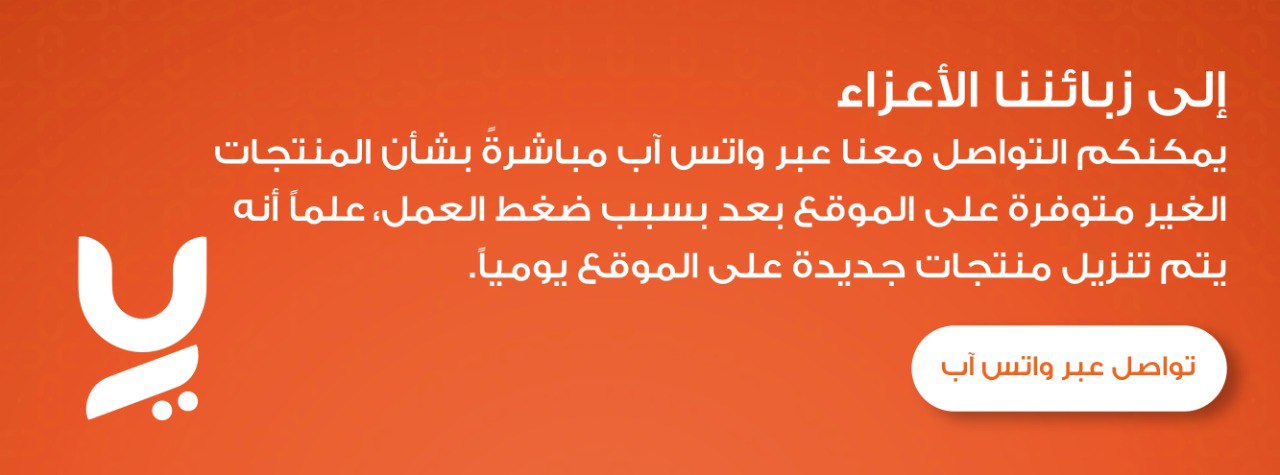 إلى زبائننا الأعزاء
يمكنكم التواصل معنا عبر واتس آب مباشرةً بشأن المنتجات
الغير متوفرة على الموقع بعد بسبب ضغط العمل، علماً أنه
يتم تنزيل منتجات جديدة على الموقع يومياً.
تواصل عبر واتس آب